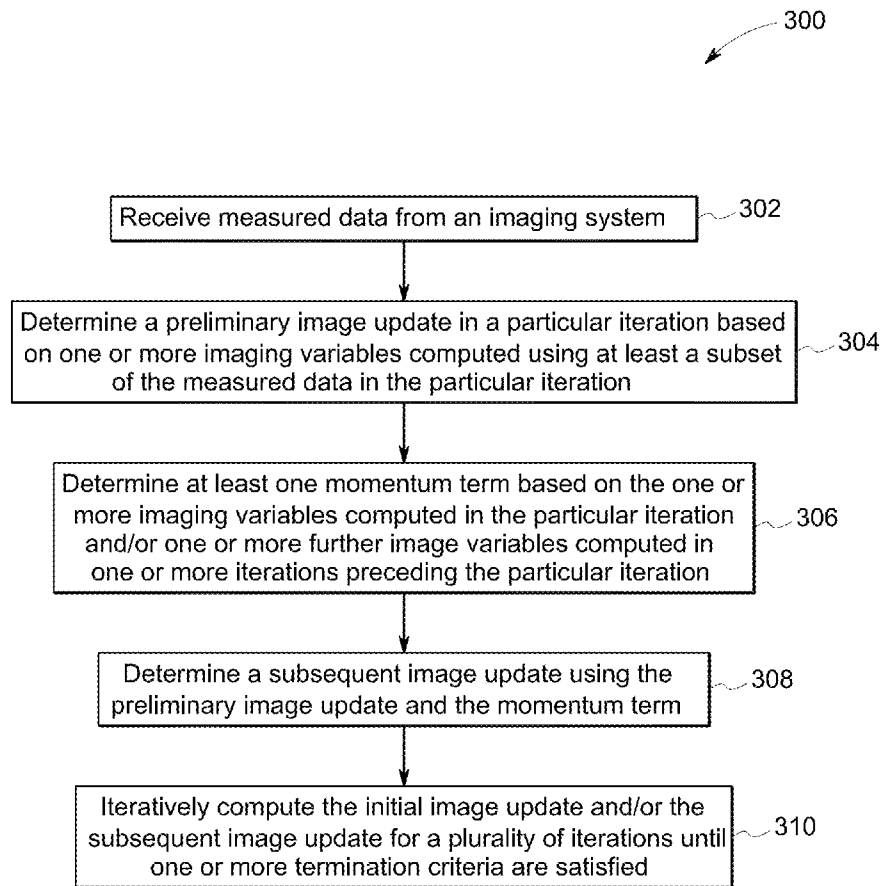 300
Receive measured data from an imaging system
302
Determine a preliminary image update in a particular iteration based
on one or more imaging variables computed using at least a subset
of the measured data in the particular iteration
304
Determine at least one momentum term based on the one or
more imaging variables computed in the particular iteration
and/or one or more further image variables computed in
one or more iterations preceding the particular iteration
306
Determine a subsequent image update using the
preliminary image update and the momentum term
308
Iteratively compute the initial image update and/or the
subsequent image update for a plurality of iterations until
one or more termination criteria are satisfied
310